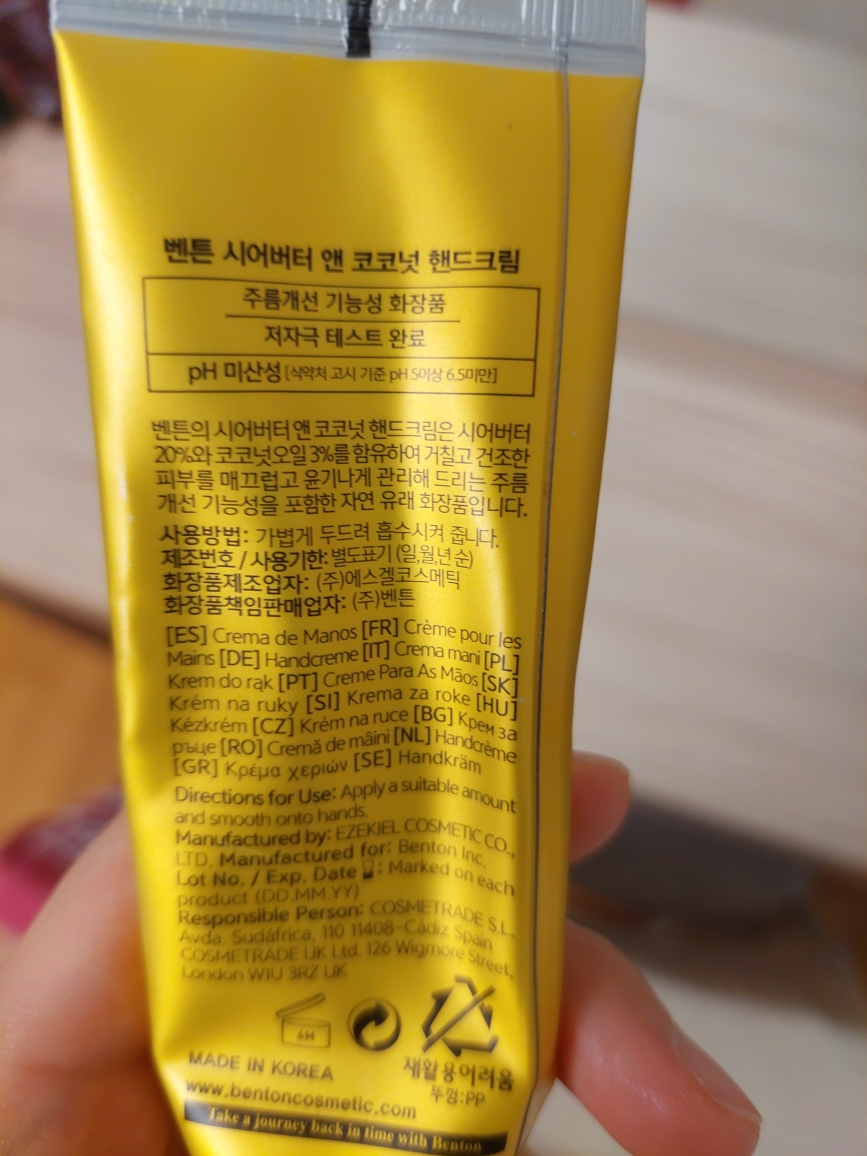 벤튼 시어버터 앤 코코넛 핸드크림
주름개선 기능성 화장품
저자극 테스트 완료
pH 미산성 [식약처 고시 기준 pH 5이상 6.5미만]
벤튼의 시어버터 앤 코코넛 핸드크림은 시어버터
20%와 코코넛오일 3%를 함유하여 거칠고 건조한
피부를 매끄럽고 윤기나게 관리해 드리는 주름
개선 기능성을 포함한 자연 유래 화장품입니다.
사용방법: 가볍게 두드려 흡수시켜 줍니다.
제조번호 / 사용기한: 별도표기 (일,월,년 순)
화장품제조업자: (주)에스겔코스메틱
화장품책임판매업자: (주)벤튼
[ES] Crema de Manos [FR] Crème pour les
Mains [DE] Handcreme [IT] Crema mani [PL]
Krem do rąk [PT] Creme Para As Mãos [SK]
Krém na ruky [SI] Krema za roke [HU]
Kézkrém [CZ] Krém na ruce [BG] Крем за
ръце [RO] Cremă de mâini [NL] Handcrème
[GR] Κρέμα χεριών [SE] Handkräm
Directions for Use: Apply a suitable amount
and smooth onto hands.
Manufactured by: EZEKIEL COSMETIC CO.,
LTD. Manufactured for: Benton Inc.
Lot No. / Exp. Date : Marked on each
product (DD.MM.YY)
Responsible Person: COSMETRADE S.L.
Avda. Sudáfrica, 110 11408-Cádiz Spain
COSMETRADE UK Ltd. 126 Wigmore Street,
London W1U 3RZ UK
6M
MADE IN KOREA
재활용어려움
뚜껑:PP
www.bentoncosmetic.com
Take a journey back in time with Benton